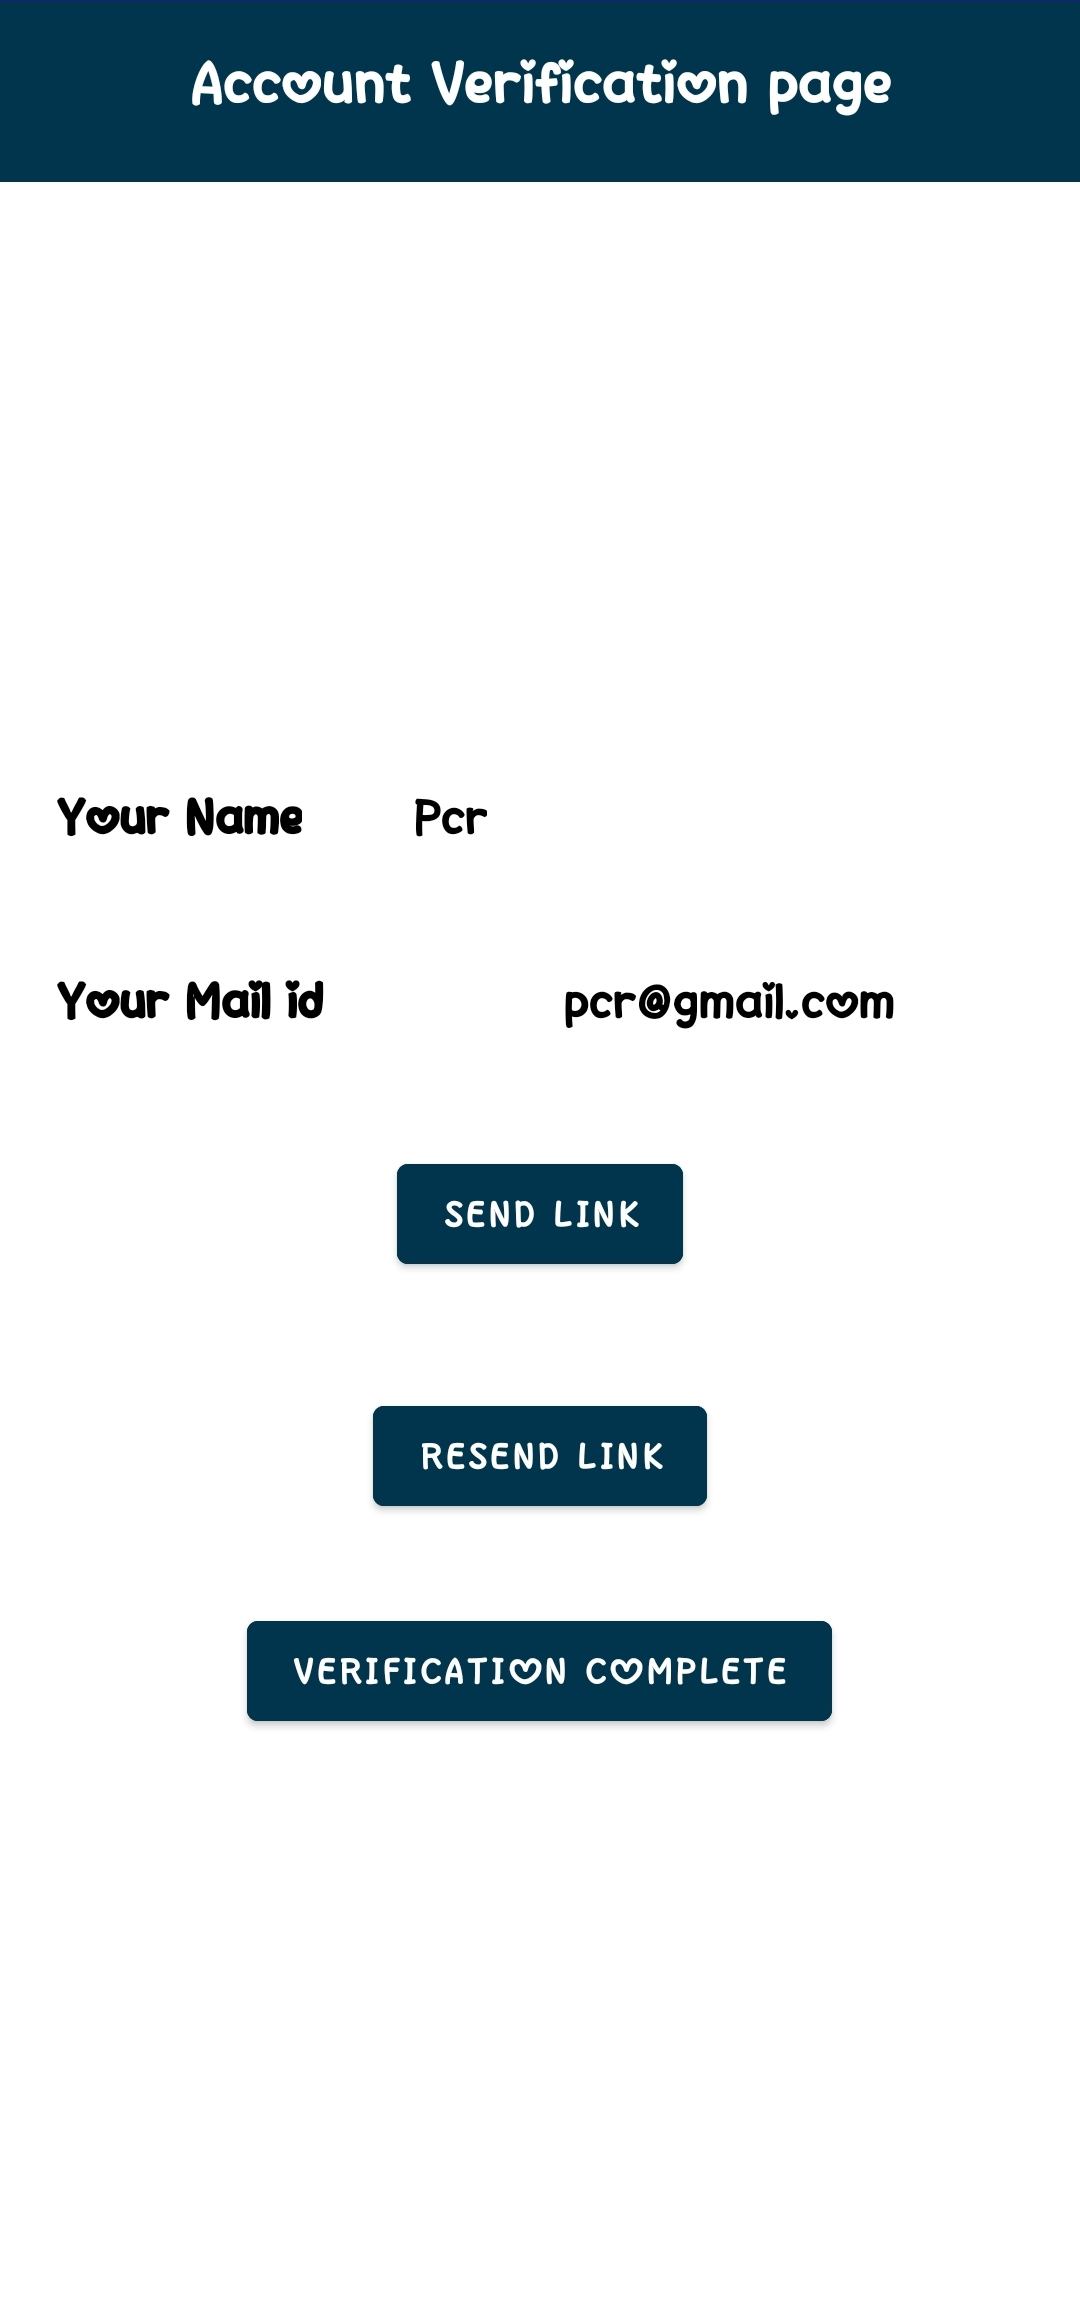 Account Verification page
Your Name Pcr
Your Mail id pcr@gmail.com
SEND LINK
RESEND LINK
VERIFICATION COMPLETE